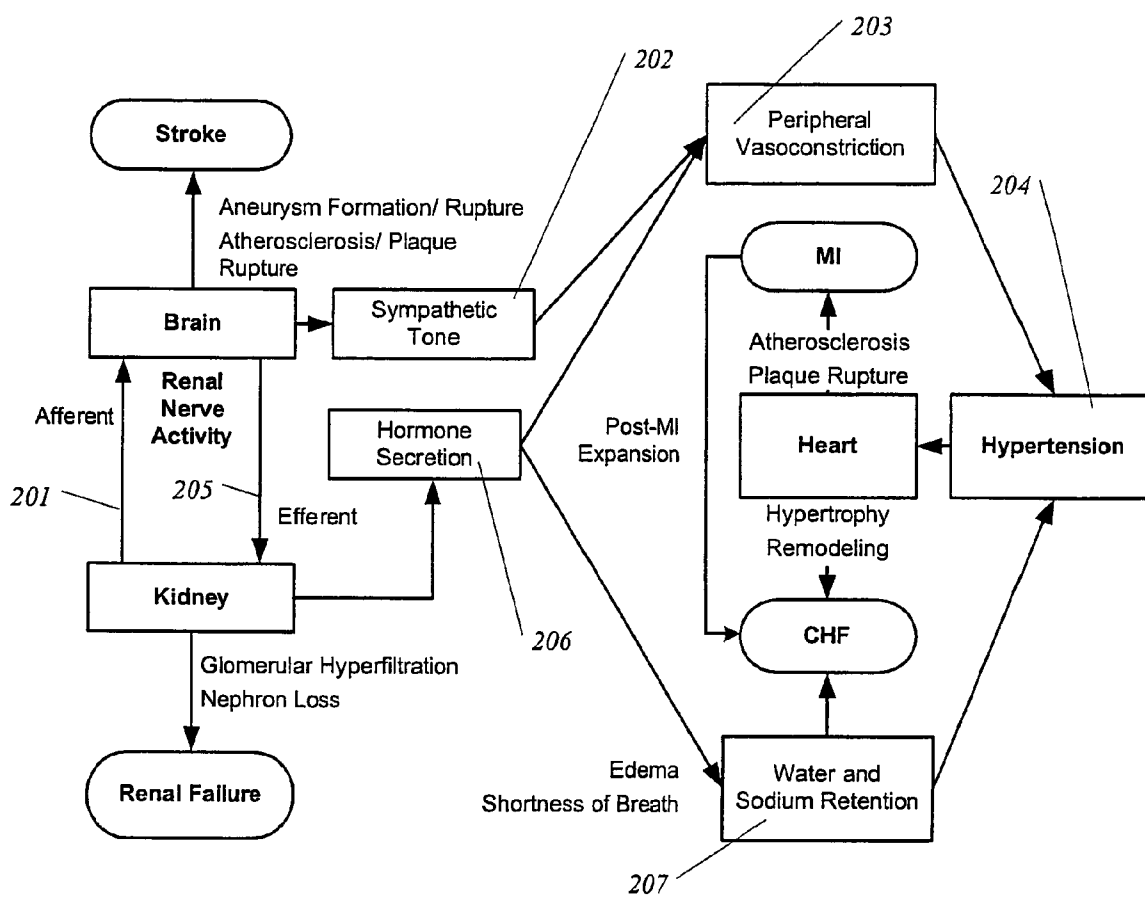 203
202
Stroke
Peripheral
Vasoconstriction
204
Aneurysm Formation/ Rupture
Atherosclerosis/ Plaque
Rupture
MI
Brain
Sympathetic
Tone
Atherosclerosis
Plaque Rupture
Renal
Nerve
Activity
Afferent
Hormone
Secretion
Post-MI
Expansion
Heart
Hypertension
201
205
Efferent
Hypertrophy
Remodeling
Kidney
206
CHF
Glomerular Hyperfiltration
Nephron Loss
Edema
Shortness of Breath
Water and
Sodium Retention
Renal Failure
207